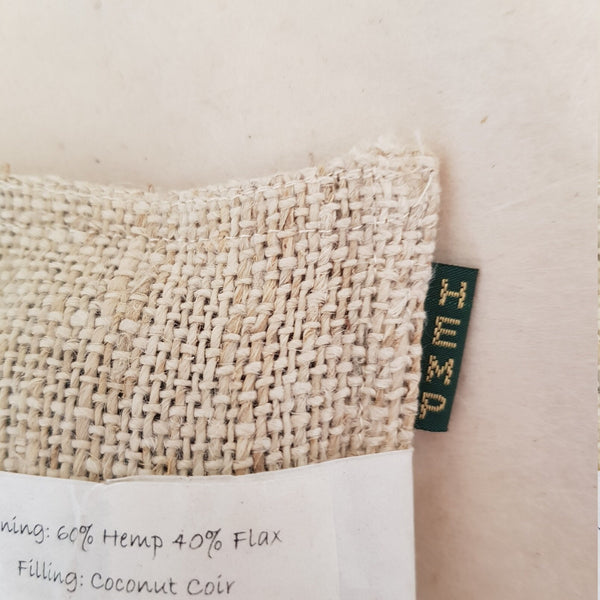 HEMP
ning: 60% Hemp 40% Flax
Filling: Coconut Coir